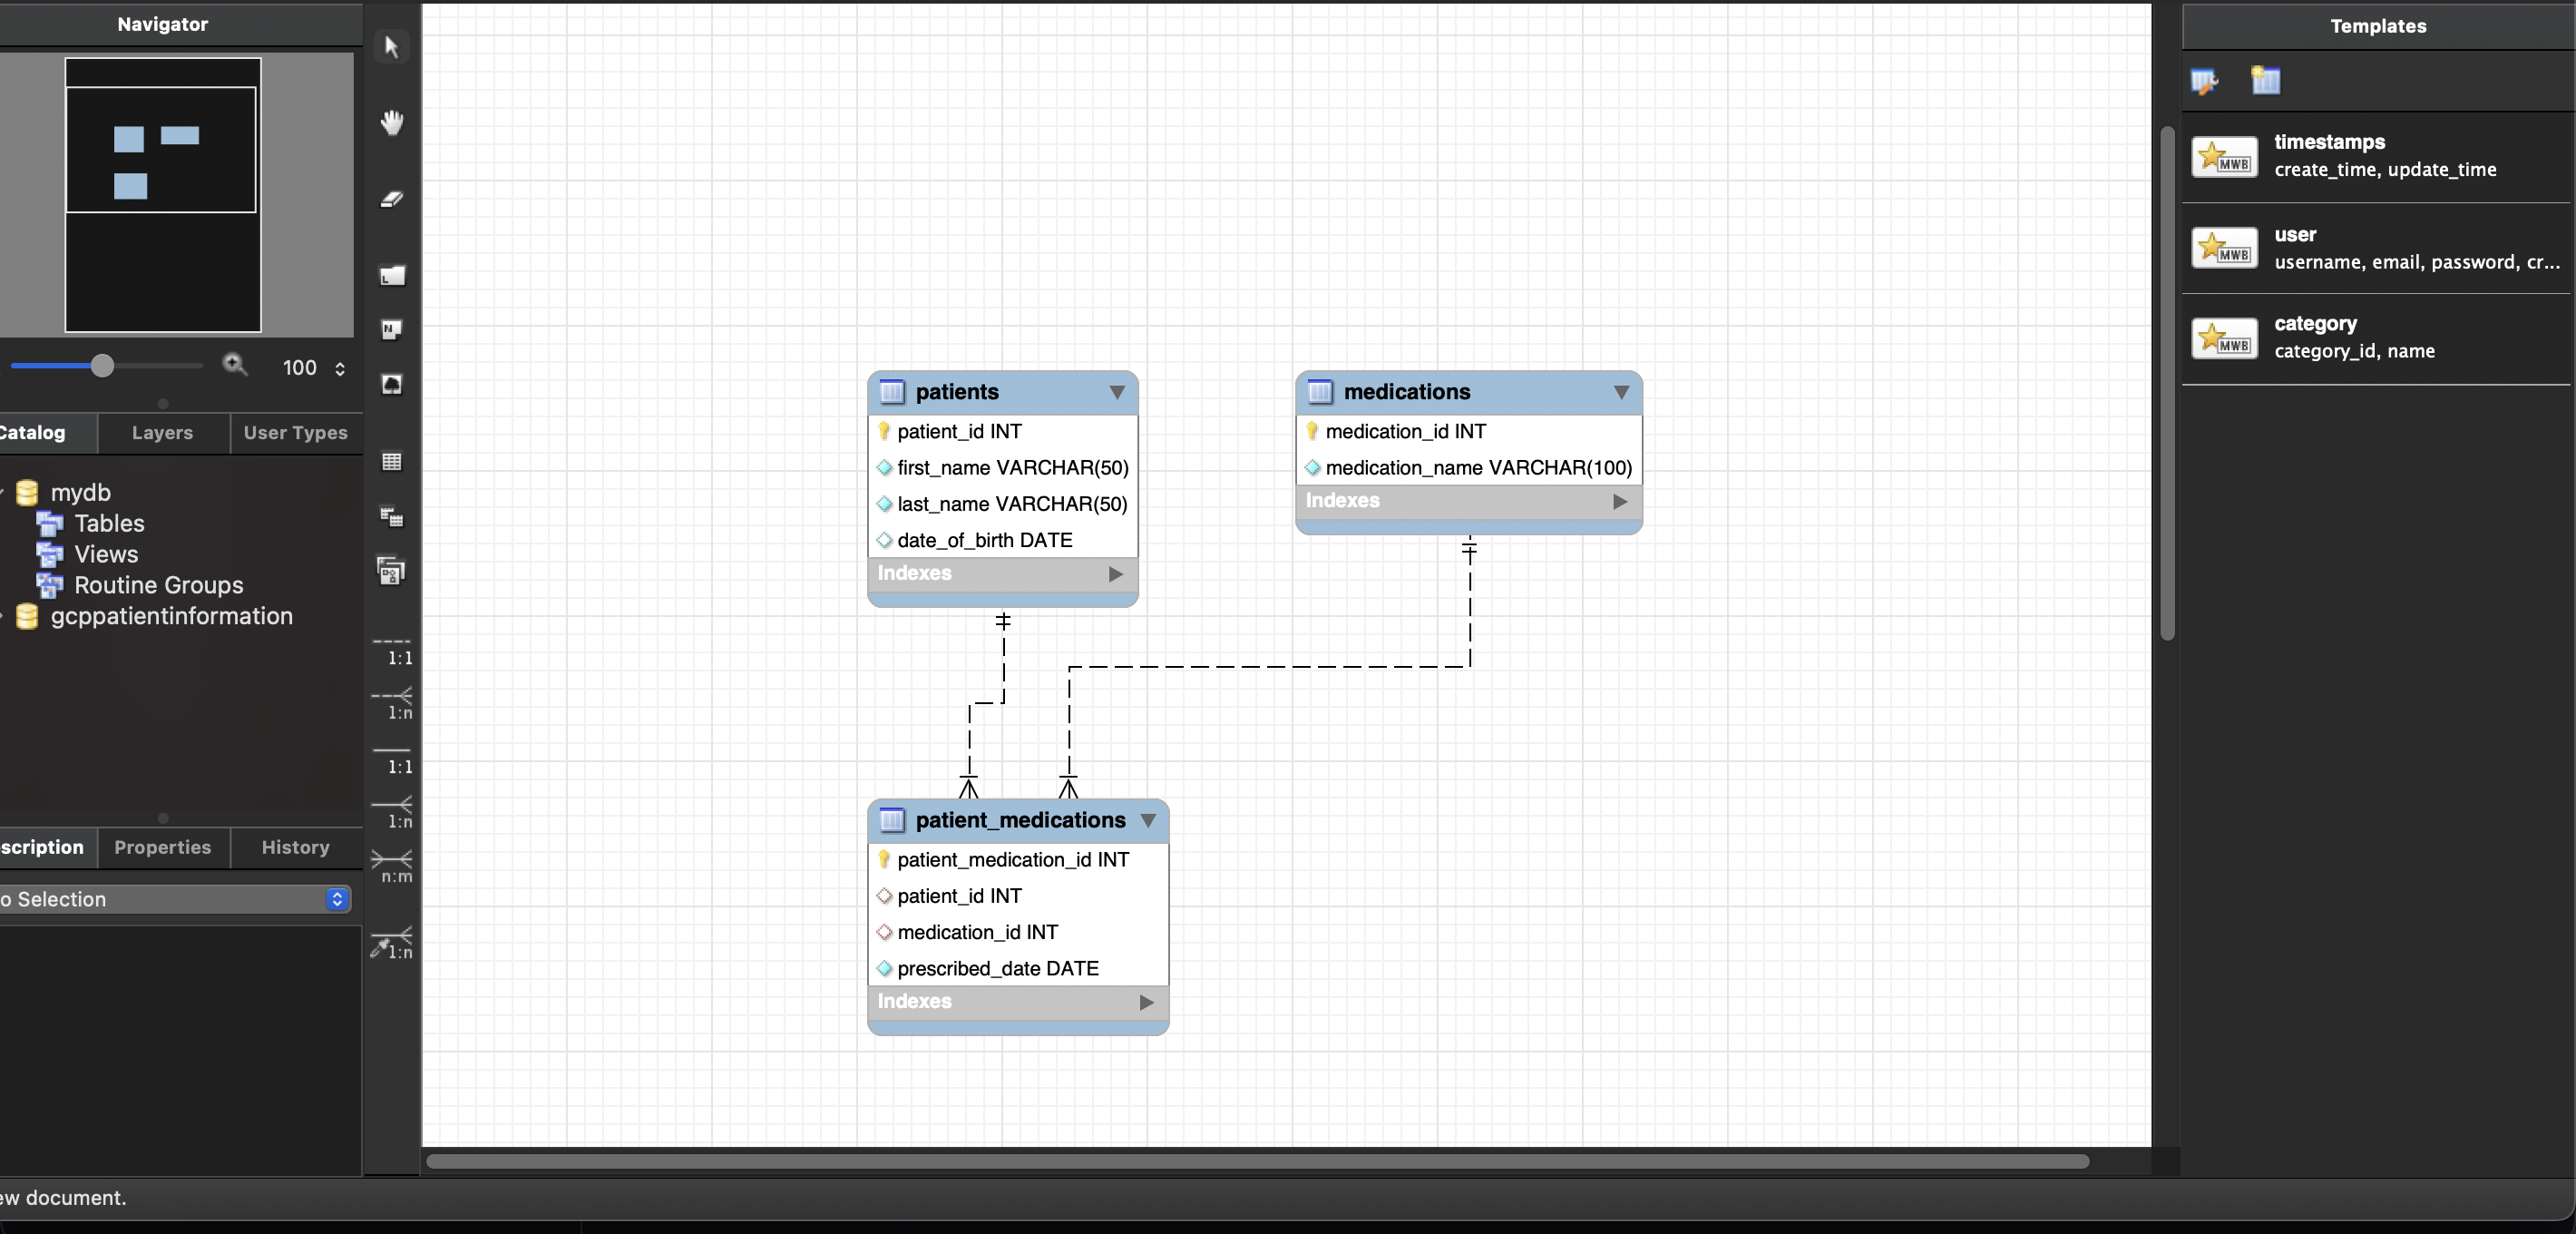 Navigator
100
Catalog
Layers
User Types
mydb
Tables
Views
Routine Groups
gcppatientinformation
scription
Properties
History
o Selection
ew document.
L
N
1:1
1:n
1:1
1:n
n:m
1:n
patients
patient_id INT
first_name VARCHAR(50)
last_name VARCHAR(50)
date_of_birth DATE
Indexes
medications
medication_id INT
medication_name VARCHAR(100)
Indexes
patient_medications
patient_medication_id INT
patient_id INT
medication_id INT
prescribed_date DATE
Indexes
Templates
MWB
timestamps
create_time, update_time
MWB
user
username, email, password, cr...
MWB
category
category_id, name